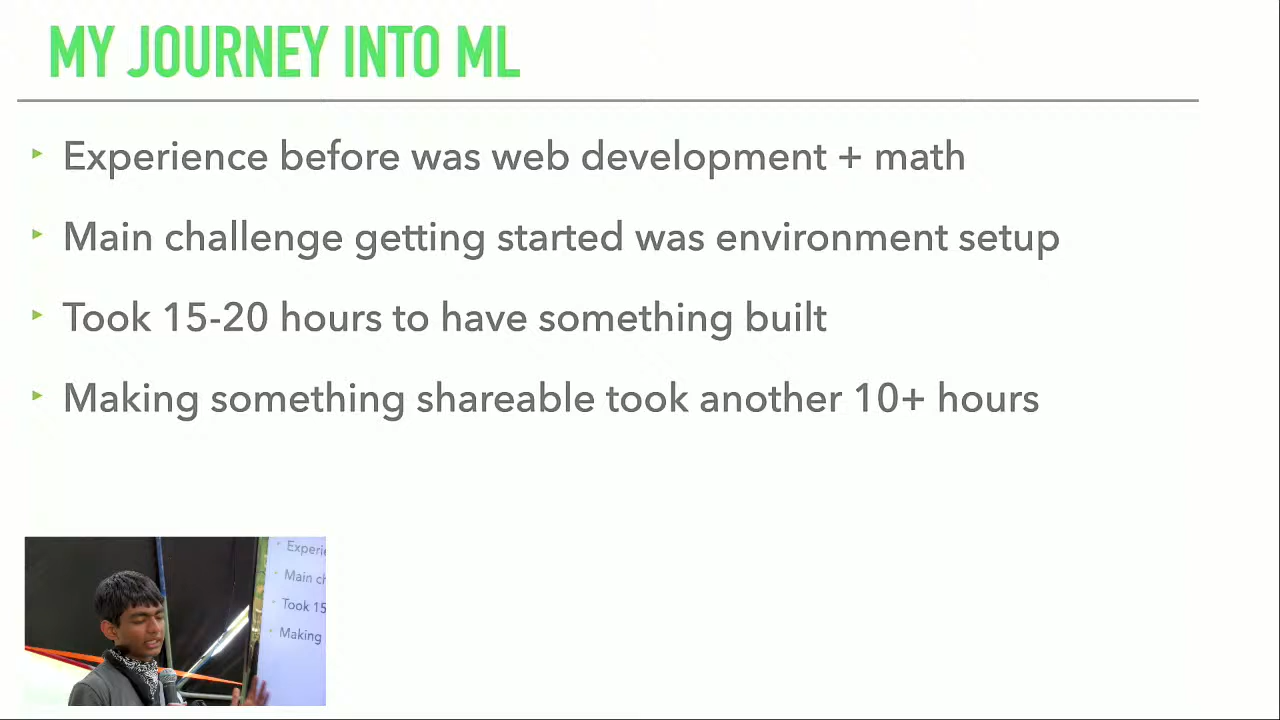 MY JOURNEY INTO ML
Experience before was web development + math
Main challenge getting started was environment setup
Took 15-20 hours to have something built
Making something shareable took another 10+ hours
Experie
Main ch
Took 15
Making